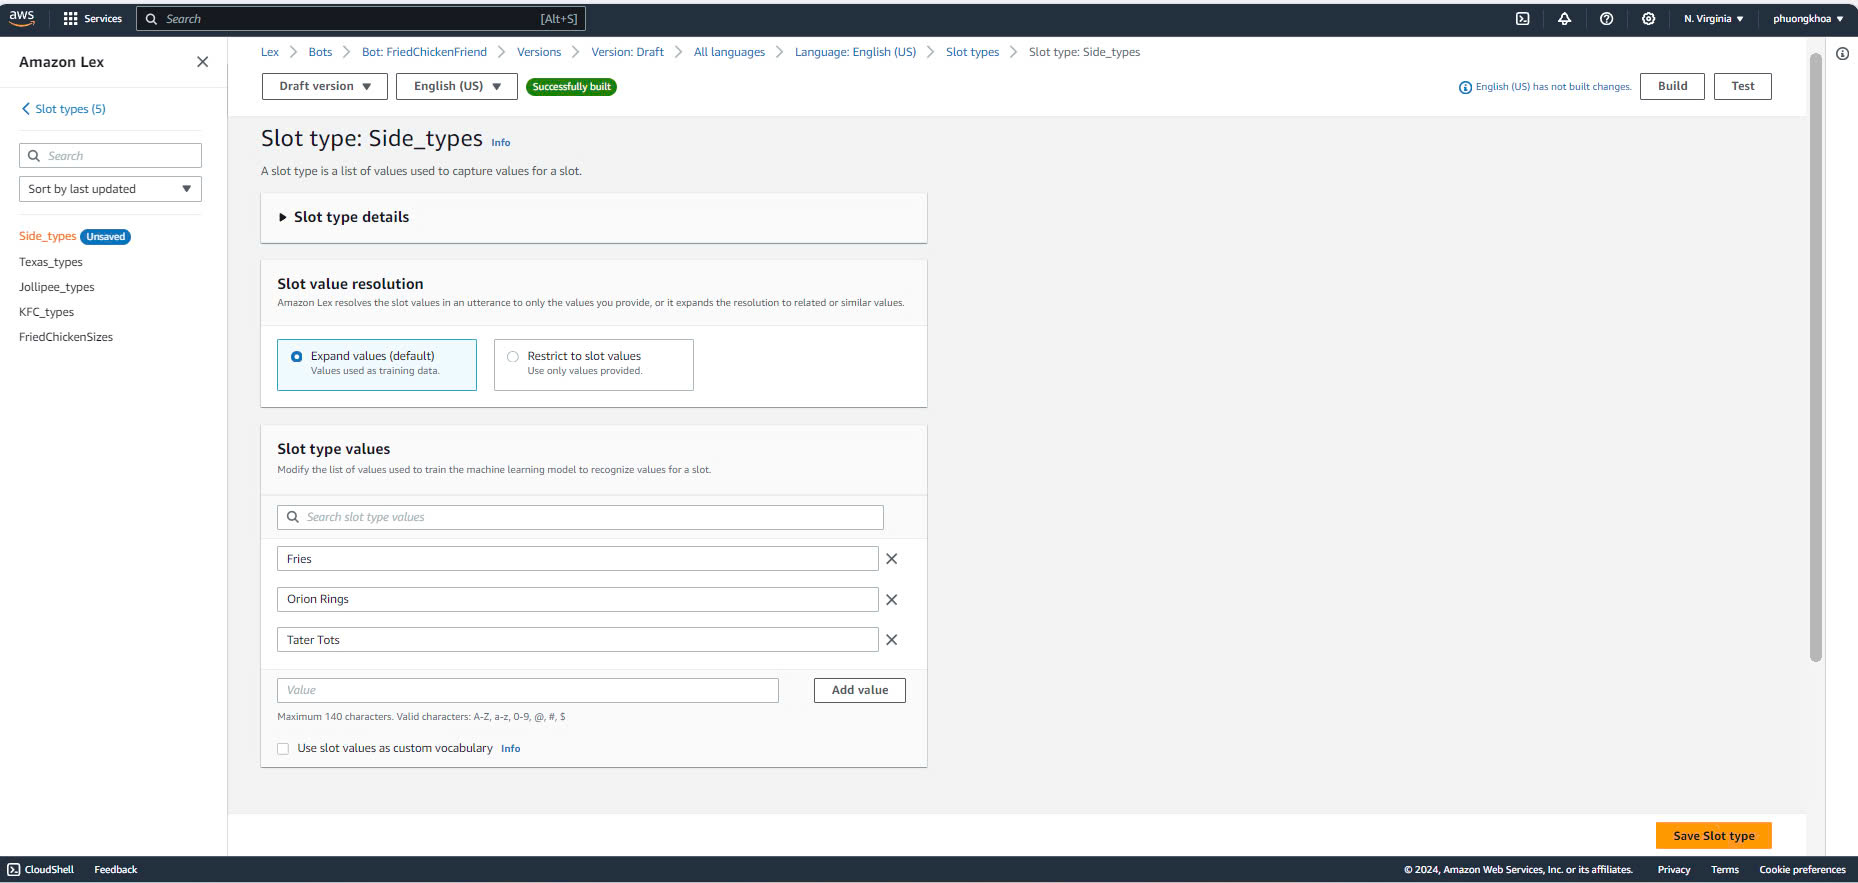 aws Services Search [Alt+S] N. Virginia phuongkhoa
Amazon Lex
Slot types (5)
Search
Sort by last updated
Side_types Unsaved
Texas_types
Jollipee_types
KFC_types
FriedChickenSizes
Lex Bots Bot: FriedChickenFriend Versions Version: Draft All languages Language: English (US) Slot types Slot type: Side_types
Draft version English (US) Successfully built English (US) has not built changes. Build Test
Slot type: Side_types Info
A slot type is a list of values used to capture values for a slot.
Slot type details
Slot value resolution
Amazon Lex resolves the slot values in an utterance to only the values you provide, or it expands the resolution to related or similar values.
Expand values (default) Restrict to slot values
Values used as training data. Use only values provided.
Slot type values
Modify the list of values used to train the machine learning model to recognize values for a slot.
Search slot type values
Fries
Orion Rings
Tater Tots
Value Add value
Maximum 140 characters. Valid characters: A-Z, a-z, 0-9, @, #, $
Use slot values as custom vocabulary Info
Save Slot type
CloudShell Feedback © 2024, Amazon Web Services, Inc. or its affiliates. Privacy Terms Cookie preferences